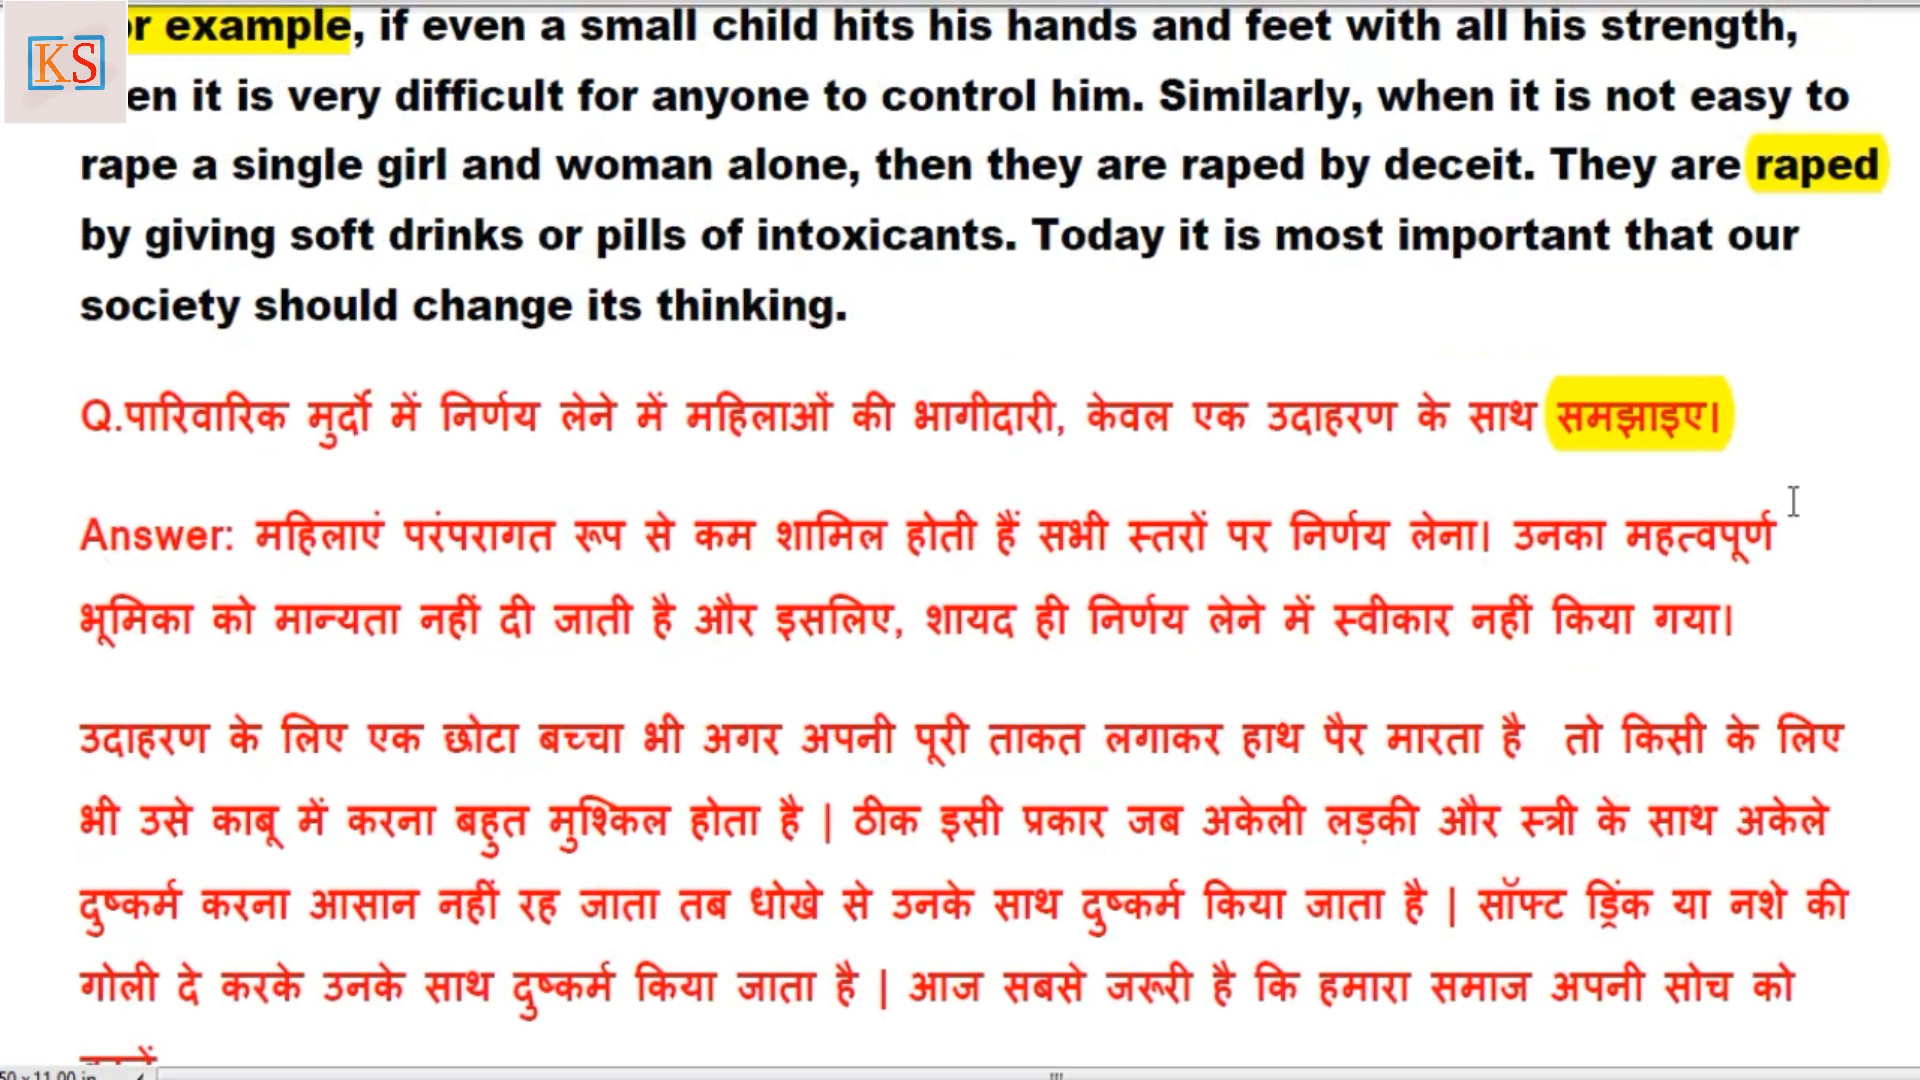 KS
r example, if even a small child hits his hands and feet with all his strength,
en it is very difficult for anyone to control him. Similarly, when it is not easy to
rape a single girl and woman alone, then they are raped by deceit. They are raped
by giving soft drinks or pills of intoxicants. Today it is most important that our
society should change its thinking.
Q.पारिवारिक मुर्दो में निर्णय लेने में महिलाओं की भागीदारी, केवल एक उदाहरण के साथ समझाइए।
Answer: महिलाएं परंपरागत रूप से कम शामिल होती हैं सभी स्तरों पर निर्णय लेना। उनका महत्वपूर्ण
भूमिका को मान्यता नहीं दी जाती है और इसलिए, शायद ही निर्णय लेने में स्वीकार नहीं किया गया।
उदाहरण के लिए एक छोटा बच्चा भी अगर अपनी पूरी ताकत लगाकर हाथ पैर मारता है तो किसी के लिए
भी उसे काबू में करना बहुत मुश्किल होता है | ठीक इसी प्रकार जब अकेली लड़की और स्त्री के साथ अकेले
दुष्कर्म करना आसान नहीं रह जाता तब धोखे से उनके साथ दुष्कर्म किया जाता है | सॉफ्ट ड्रिंक या नशे की
गोली दे करके उनके साथ दुष्कर्म किया जाता है | आज सबसे जरूरी है कि हमारा समाज अपनी सोच को
50 x 11.00 in